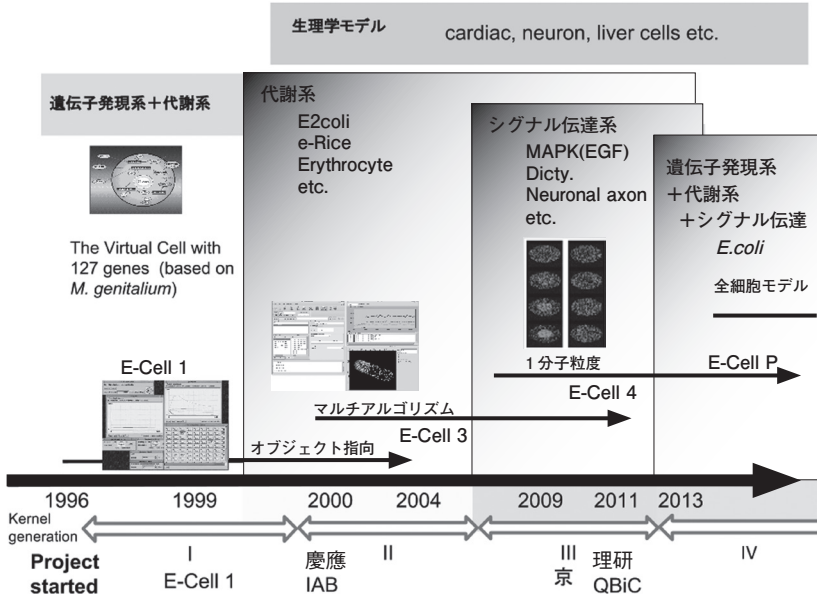 生理学モデル
cardiac, neuron, liver cells etc.
遺伝子発現系＋代謝系
代謝系
E2coli
e-Rice
Erythrocyte
etc.
シグナル伝達系
MAPK(EGF)
Dicty.
Neuronal axon
etc.
遺伝子発現系
＋代謝系
＋シグナル伝達
E.coli
全細胞モデル
The Virtual Cell with
127 genes (based on
M. genitalium)
E-Cell 1
オブジェクト指向
マルチアルゴリズム
E-Cell 3
1分子粒度
E-Cell 4
E-Cell P
1996
1999
2000
2004
2009
2011
2013
Kernel
generation
Project
started
I
E-Cell 1
慶應
IAB
II
III
京
理研
QBiC
IV